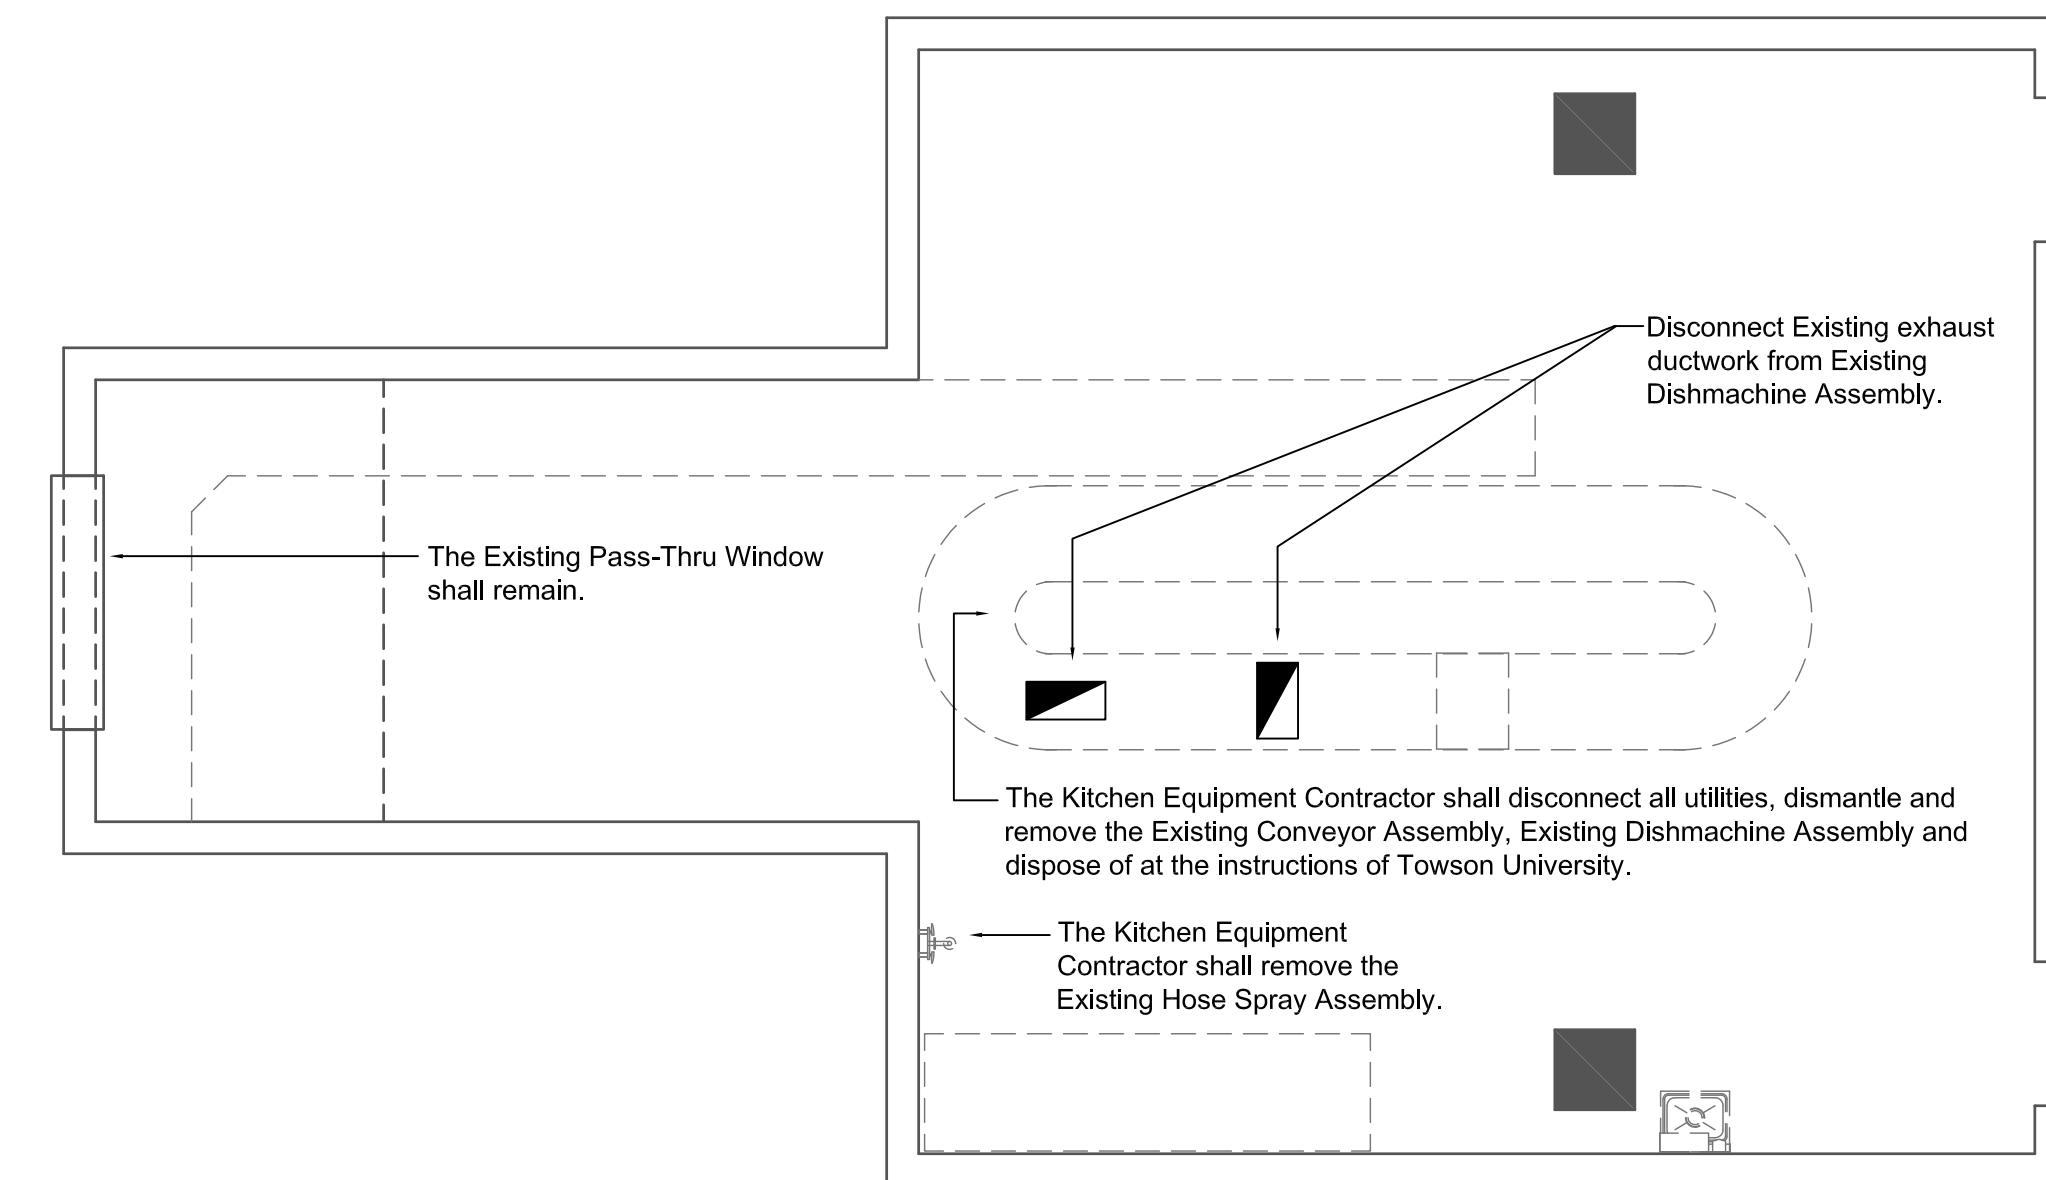 Disconnect Existing exhaust
ductwork from Existing
Dishmachine Assembly.
The Existing Pass-Thru Window
shall remain.
The Kitchen Equipment Contractor shall disconnect all utilities, dismantle and
remove the Existing Conveyor Assembly, Existing Dishmachine Assembly and
dispose of at the instructions of Towson University.
The Kitchen Equipment
Contractor shall remove the
Existing Hose Spray Assembly.